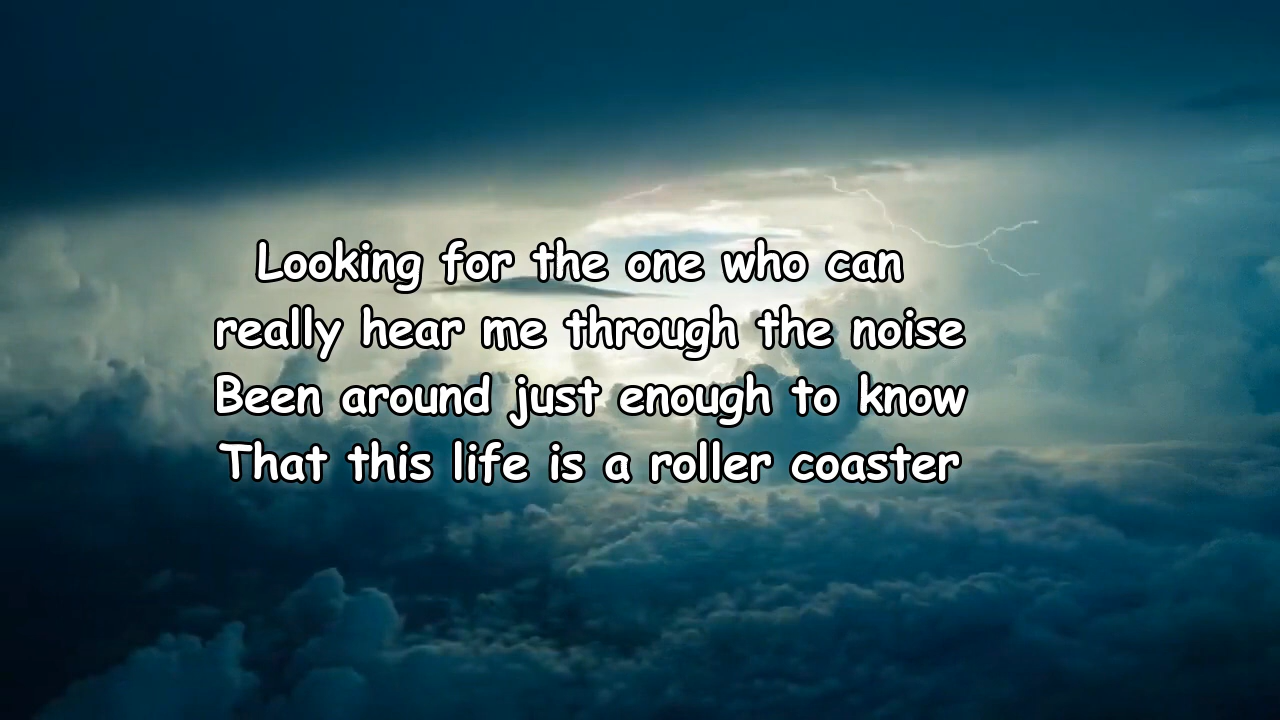 Looking for the one who can
really hear me through the noise
Been around just enough to know
That this life is a roller coaster